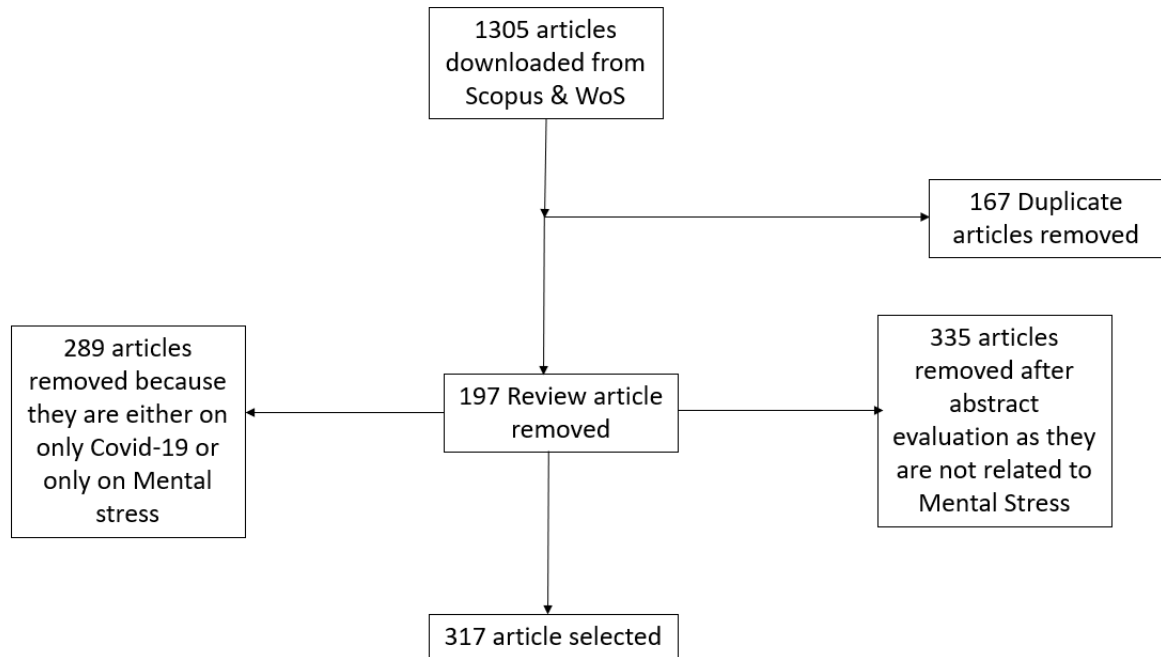 1305 articles
downloaded from
Scopus & WoS
167 Duplicate
articles removed
289 articles
removed because
they are either on
only Covid-19 or
only on Mental
stress
197 Review article
removed
335 articles
removed after
abstract
evaluation as they
are not related to
Mental Stress
317 article selected